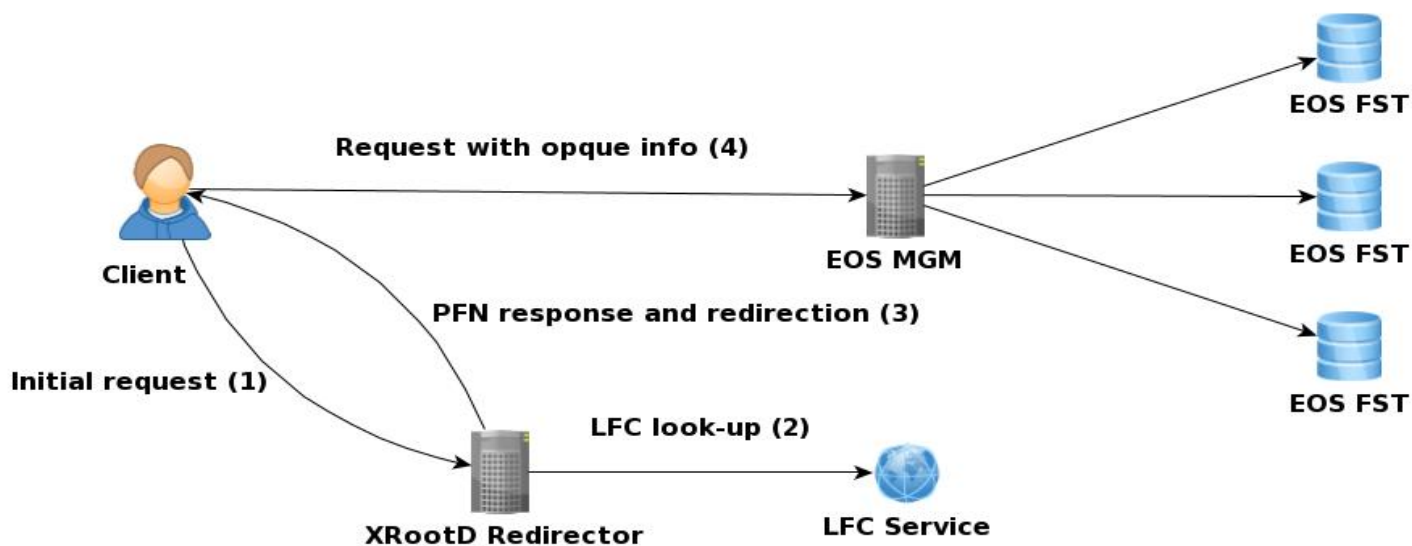 EOS FST
Request with opque info (4)
EOS MGM
EOS FST
Client
PFN response and redirection (3)
Initial request (1)
EOS FST
LFC look-up (2)
XRootD Redirector
LFC Service